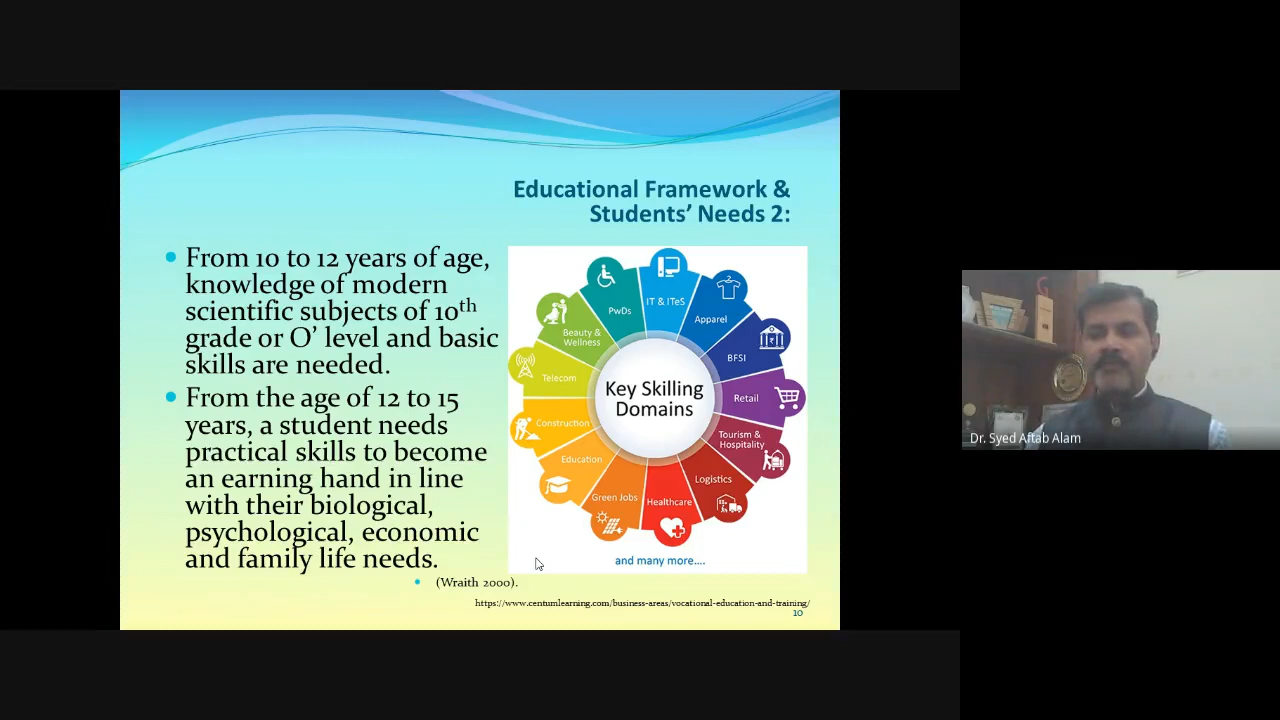 Educational Framework &
Students’ Needs 2:
• From 10 to 12 years of age,
knowledge of modern
scientific subjects of 10th
grade or O’ level and basic
skills are needed.
• From the age of 12 to 15
years, a student needs
practical skills to become
an earning hand in line
with their biological,
psychological, economic
and family life needs.
• (Wraith 2000).
Key Skilling
Domains
IT & ITeS
Apparel
BFSI
Retail
Tourism &
Hospitality
Logistics
Healthcare
Green Jobs
Education
Construction
Telecom
Beauty &
Wellness
PwDs
and many more....
https://www.centumlearning.com/business-areas/vocational-education-and-training/
10
Dr. Syed Aftab Alam